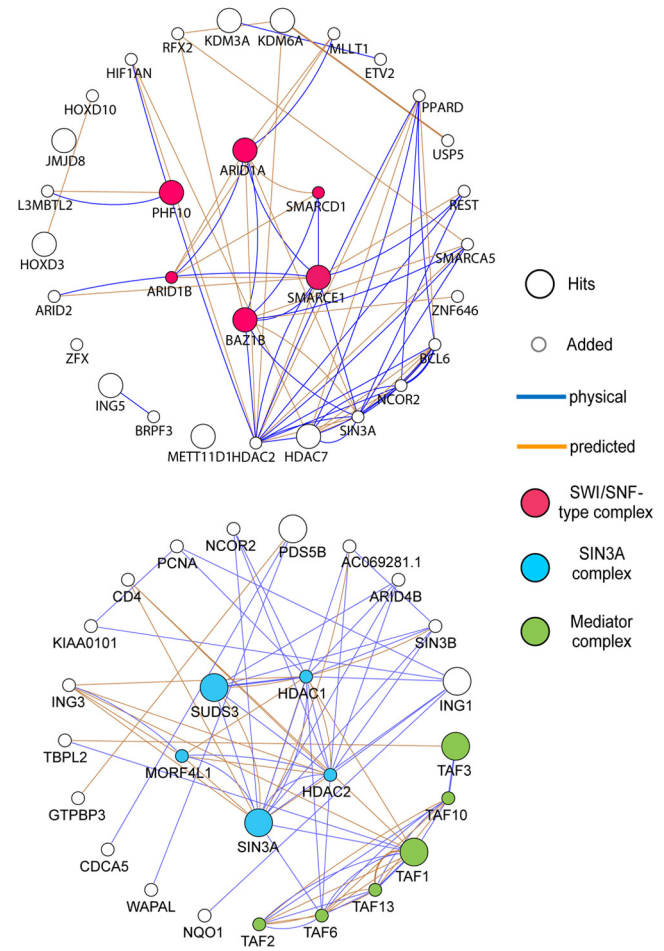 RFX2
KDM3A
KDM6A
MLLT1
ETV2
HIF1AN
HOXD10
PPARD
JMJD8
USP5
ARID1A
L3MBTL2
PHF10
SMARCD1
REST
HOXD3
SMARCA5
ARID1B
SMARCE1
ARID2
ZNF646
BAZ1B
ZFX
BCL6
ING5
NCOR2
BRPF3
SIN3A
METT11D1
HDAC2
HDAC7
Hits
Added
physical
predicted
SWI/SNF-
type complex
SIN3A
complex
Mediator
complex
NCOR2
PDS5B
PCNA
AC069281.1
CD4
ARID4B
KIAA0101
SIN3B
ING3
SUDS3
HDAC1
ING1
TBPL2
MORF4L1
TAF3
HDAC2
GTPBP3
TAF10
SIN3A
CDCA5
TAF1
WAPAL
TAF13
NQO1
TAF2
TAF6